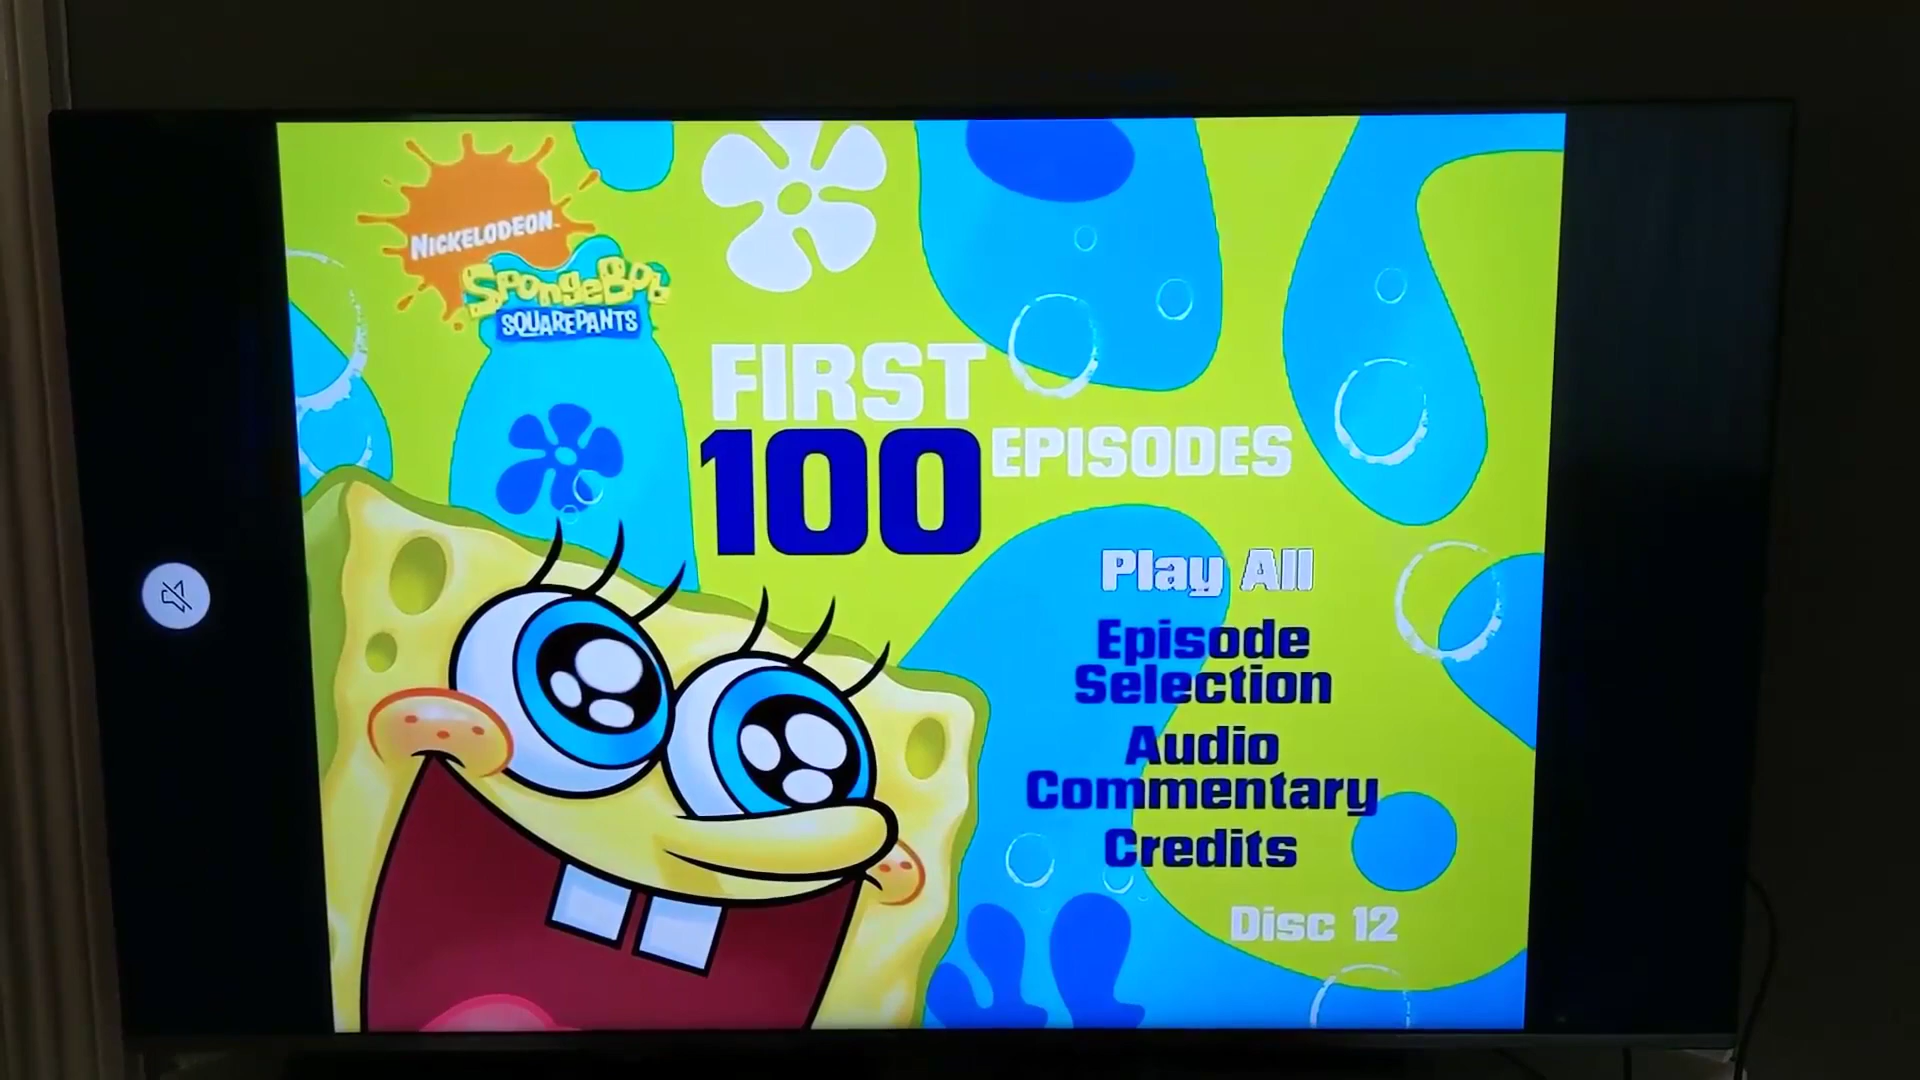 NICKELODEON
SpongeBob
SQUAREPANTS
FIRST
100 EPISODES
Play All
Episode
Selection
Audio
Commentary
Credits
Disc 12